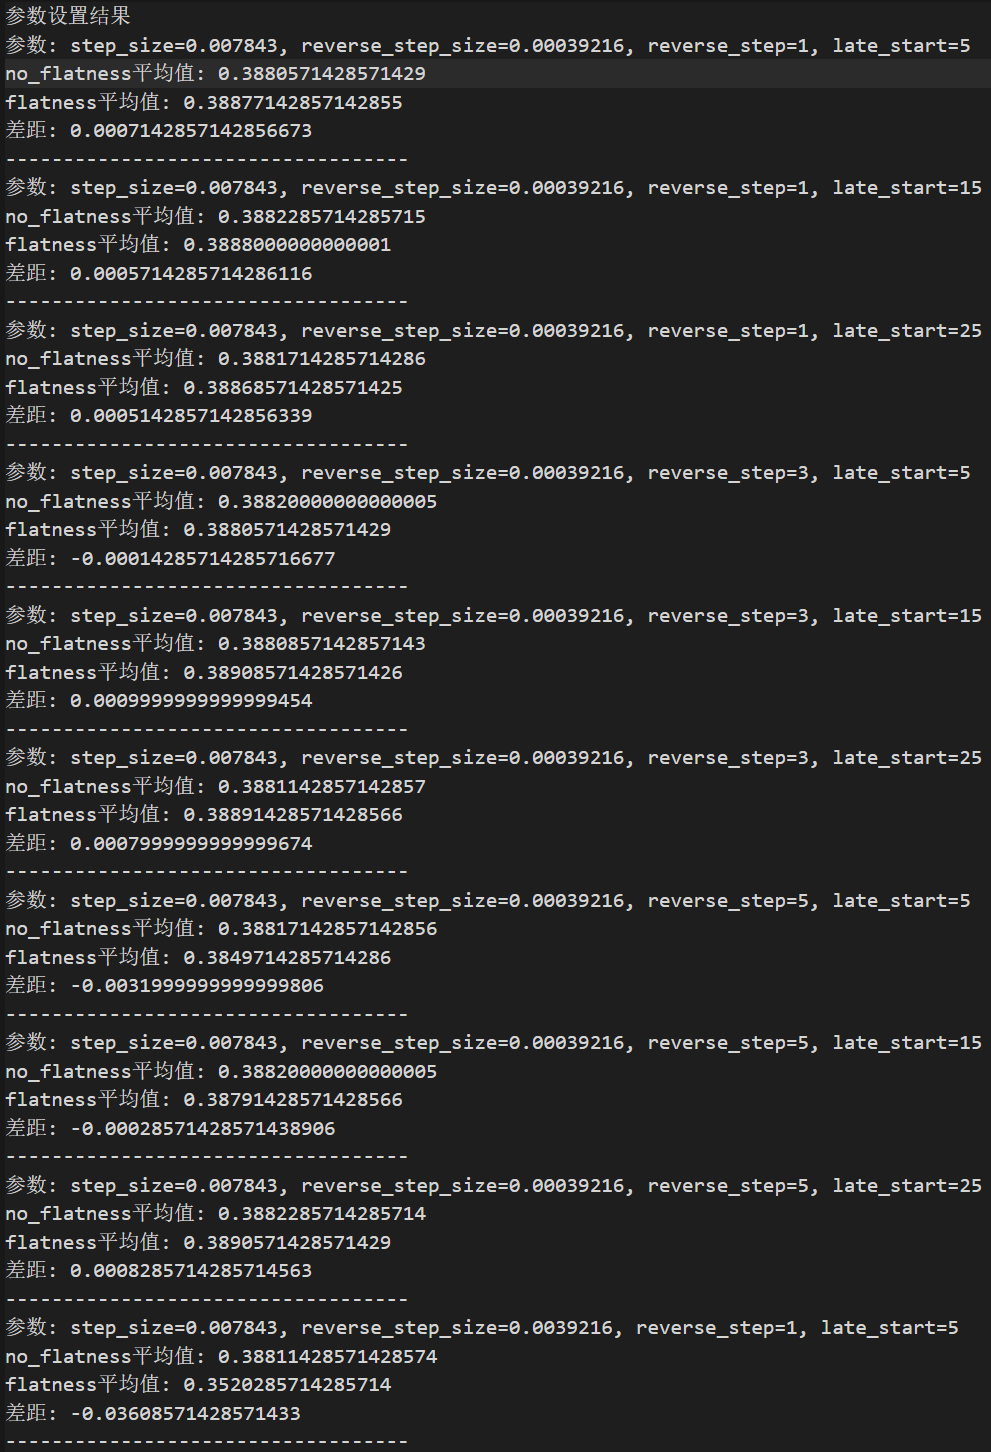 参数设置结果
参数: step_size=0.007843, reverse_step_size=0.00039216, reverse_step=1, late_start=5
no_flatness平均值: 0.3880571428571429
flatness平均值: 0.38877142857142855
差距: 0.0007142857142856673
-----------------------------------
参数: step_size=0.007843, reverse_step_size=0.00039216, reverse_step=1, late_start=15
no_flatness平均值: 0.3882285714285715
flatness平均值: 0.3888000000000001
差距: 0.0005714285714286116
-----------------------------------
参数: step_size=0.007843, reverse_step_size=0.00039216, reverse_step=1, late_start=25
no_flatness平均值: 0.3881714285714286
flatness平均值: 0.38868571428571425
差距: 0.0005142857142856339
-----------------------------------
参数: step_size=0.007843, reverse_step_size=0.00039216, reverse_step=3, late_start=5
no_flatness平均值: 0.38820000000000005
flatness平均值: 0.3880571428571429
差距: -0.00014285714285716677
-----------------------------------
参数: step_size=0.007843, reverse_step_size=0.00039216, reverse_step=3, late_start=15
no_flatness平均值: 0.3880857142857143
flatness平均值: 0.38908571428571426
差距: 0.0009999999999999454
-----------------------------------
参数: step_size=0.007843, reverse_step_size=0.00039216, reverse_step=3, late_start=25
no_flatness平均值: 0.3881142857142857
flatness平均值: 0.38891428571428566
差距: 0.0007999999999999674
-----------------------------------
参数: step_size=0.007843, reverse_step_size=0.00039216, reverse_step=5, late_start=5
no_flatness平均值: 0.38817142857142856
flatness平均值: 0.3849714285714286
差距: -0.0031999999999999806
-----------------------------------
参数: step_size=0.007843, reverse_step_size=0.00039216, reverse_step=5, late_start=15
no_flatness平均值: 0.38820000000000005
flatness平均值: 0.38791428571428566
差距: -0.00028571428571438906
-----------------------------------
参数: step_size=0.007843, reverse_step_size=0.00039216, reverse_step=5, late_start=25
no_flatness平均值: 0.3882285714285714
flatness平均值: 0.3890571428571429
差距: 0.0008285714285714563
-----------------------------------
参数: step_size=0.007843, reverse_step_size=0.0039216, reverse_step=1, late_start=5
no_flatness平均值: 0.38811428571428574
flatness平均值: 0.3520285714285714
差距: -0.03608571428571433
-----------------------------------